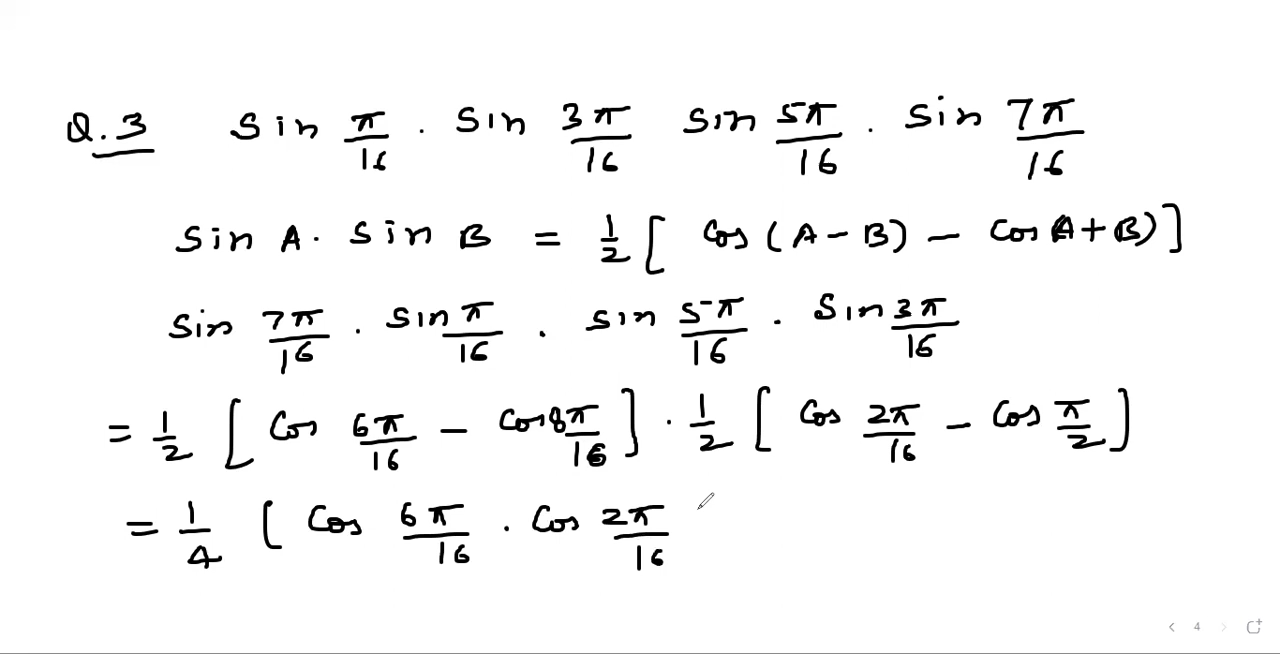 Q.3 sin π/16 · sin 3π/16 sin 5π/16 · sin 7π/16
sin A · sin B = 1/2 [ cos (A - B) - cos A + B) ]
sin 7π/16 · sin π/16 · sin 5π/16 · sin 3π/16
= 1/2 [ cos 6π/16 - cos 8π/16 ] · 1/2 [ cos 2π/16 - cos π/2 ]
= 1/4 [ cos 6π/16 · cos 2π/16
4